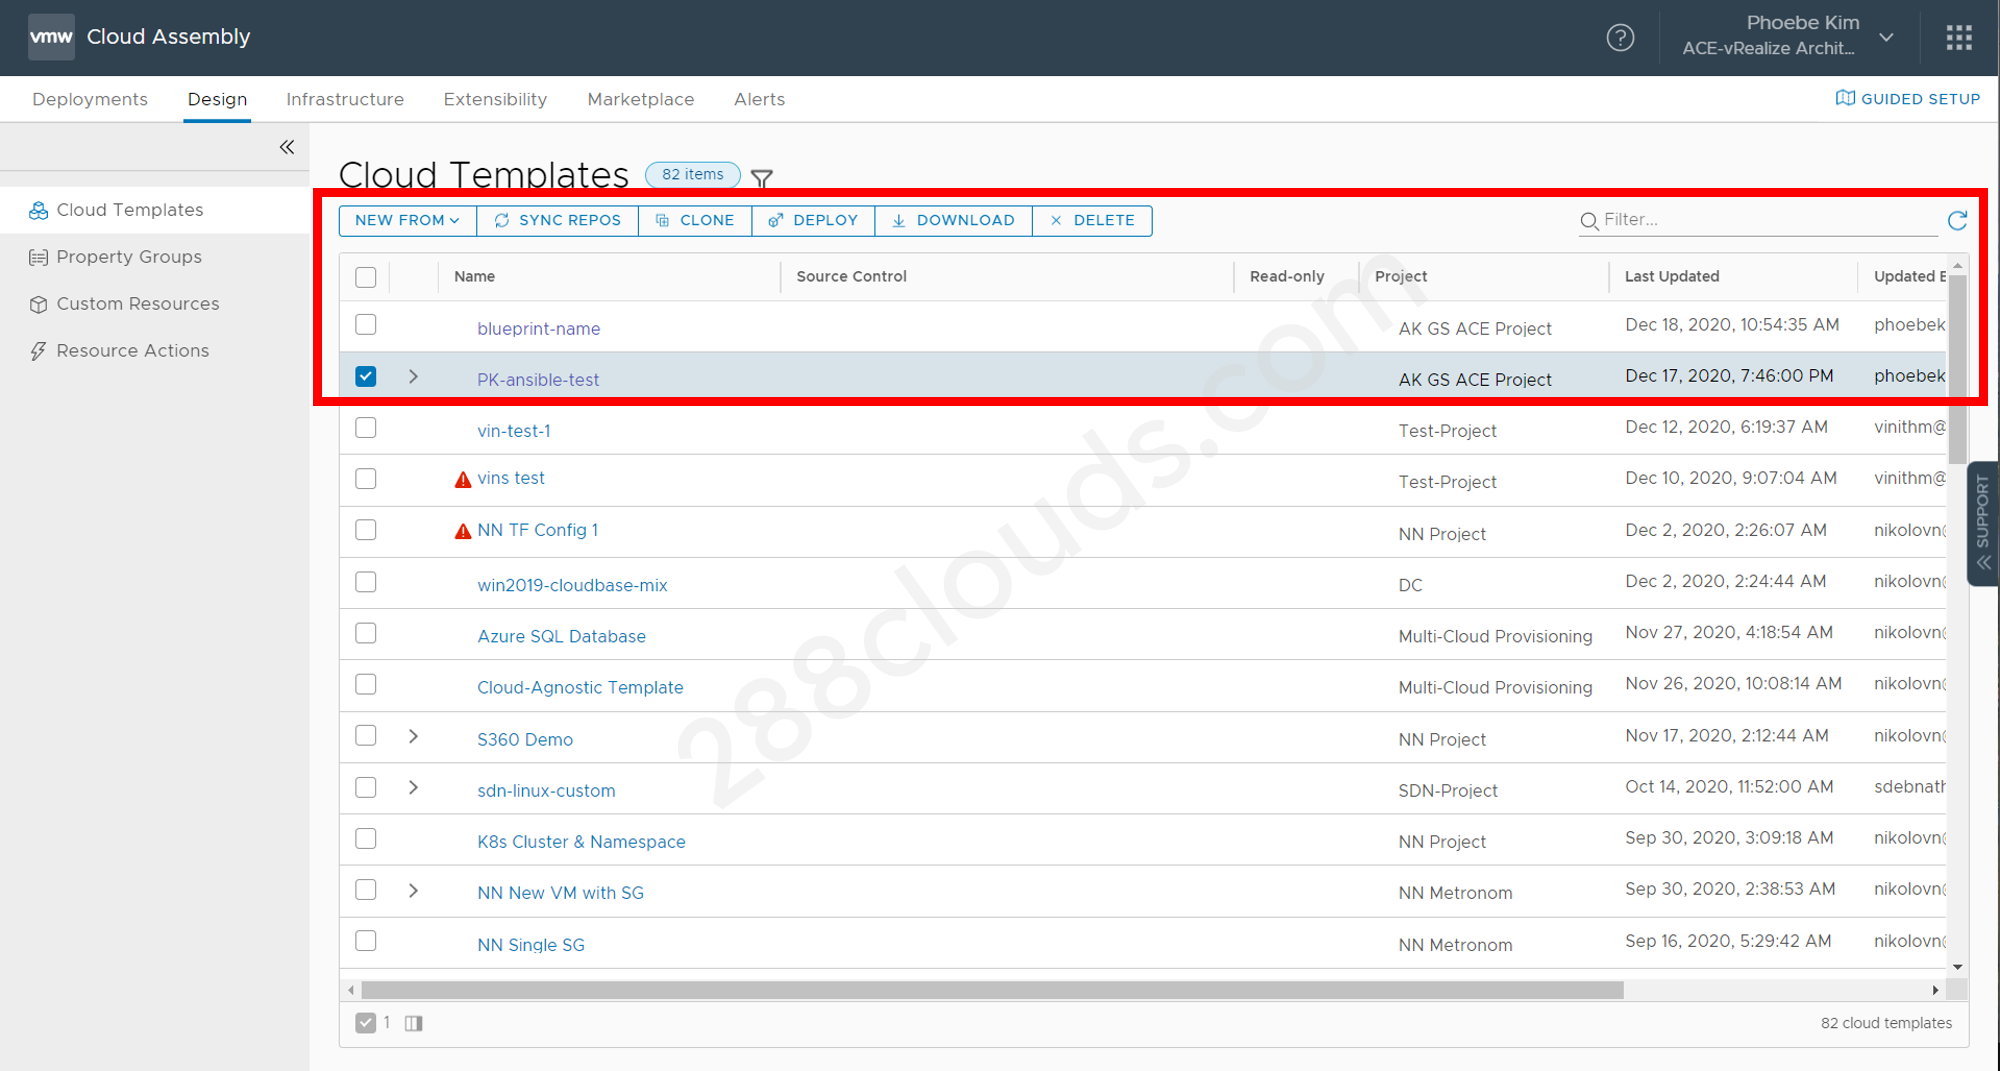 vmw Cloud Assembly
Phoebe Kim
ACE-vRealize Archit...
Deployments Design Infrastructure Extensibility Marketplace Alerts
GUIDED SETUP
Cloud Templates 82 items
Cloud Templates
Property Groups
Custom Resources
Resource Actions
NEW FROM SYNC REPOS CLONE DEPLOY DOWNLOAD DELETE
Filter...
Name Source Control Read-only Project Last Updated Updated
blueprint-name AK GS ACE Project Dec 18, 2020, 10:54:35 AM phoebek
PK-ansible-test AK GS ACE Project Dec 17, 2020, 7:46:00 PM phoebek
vin-test-1 Test-Project Dec 12, 2020, 6:19:37 AM vinithm@
vins test Test-Project Dec 10, 2020, 9:07:04 AM vinithm@
NN TF Config 1 NN Project Dec 2, 2020, 2:26:07 AM nikolovn@
win2019-cloudbase-mix DC Dec 2, 2020, 2:24:44 AM nikolovn@
Azure SQL Database Multi-Cloud Provisioning Nov 27, 2020, 4:18:54 AM nikolovn@
Cloud-Agnostic Template Multi-Cloud Provisioning Nov 26, 2020, 10:08:14 AM nikolovn@
S360 Demo NN Project Nov 17, 2020, 2:12:44 AM nikolovn@
sdn-linux-custom SDN-Project Oct 14, 2020, 11:52:00 AM sdebnath
K8s Cluster & Namespace NN Project Sep 30, 2020, 3:09:18 AM nikolovn@
NN New VM with SG NN Metronom Sep 30, 2020, 2:38:53 AM nikolovn@
NN Single SG NN Metronom Sep 16, 2020, 5:29:42 AM nikolovn@
1
82 cloud templates
SUPPORT
288clouds.com